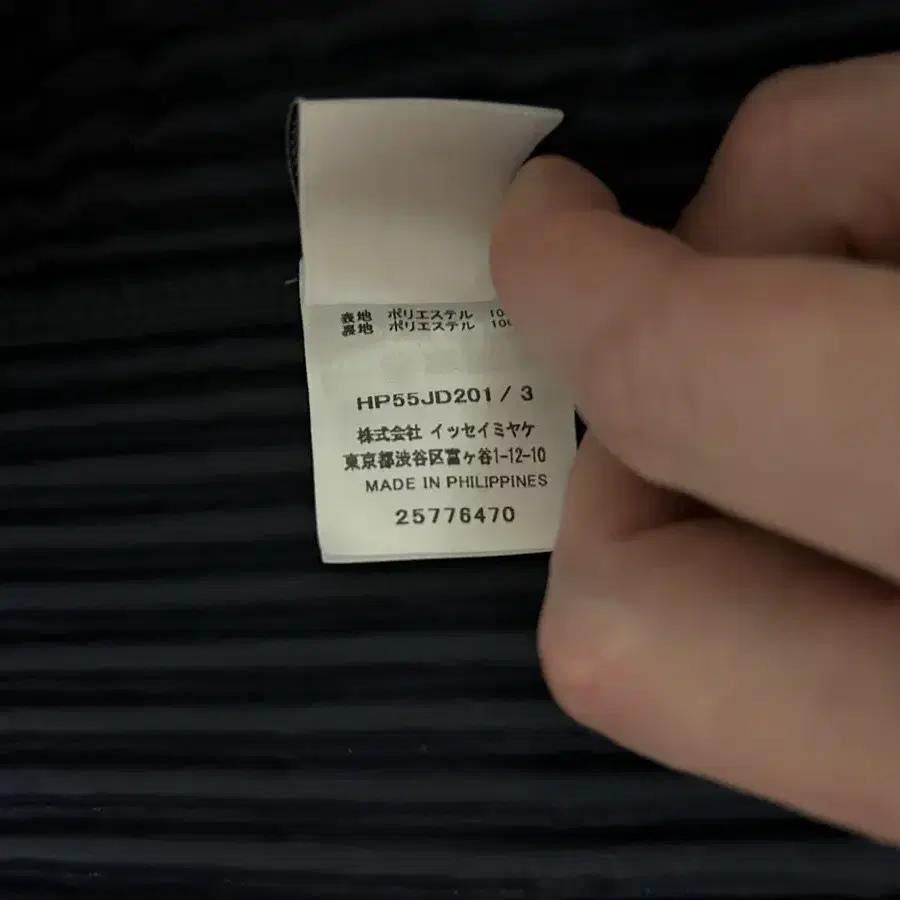 表地 ポリエステル
裏地 ポリエステル
HP55JD201 / 3
株式会社 イッセイミヤケ
東京都渋谷区富ヶ谷1-12-10
MADE IN PHILIPPINES
25776470